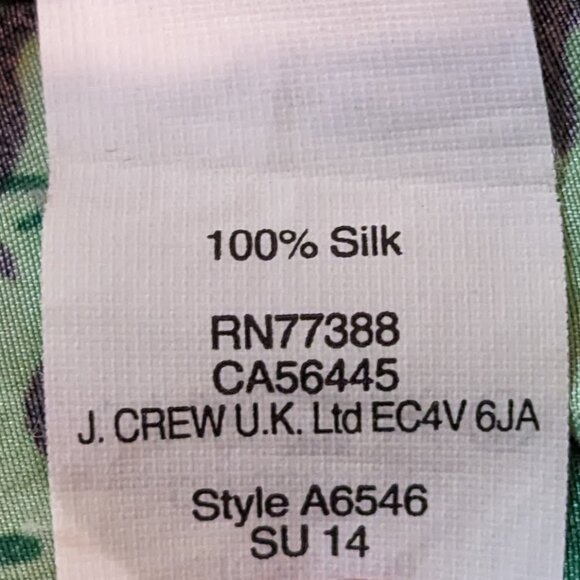 100% Silk
RN77388
CA56445
J. CREW U.K. Ltd EC4V 6JA
Style A6546
SU 14